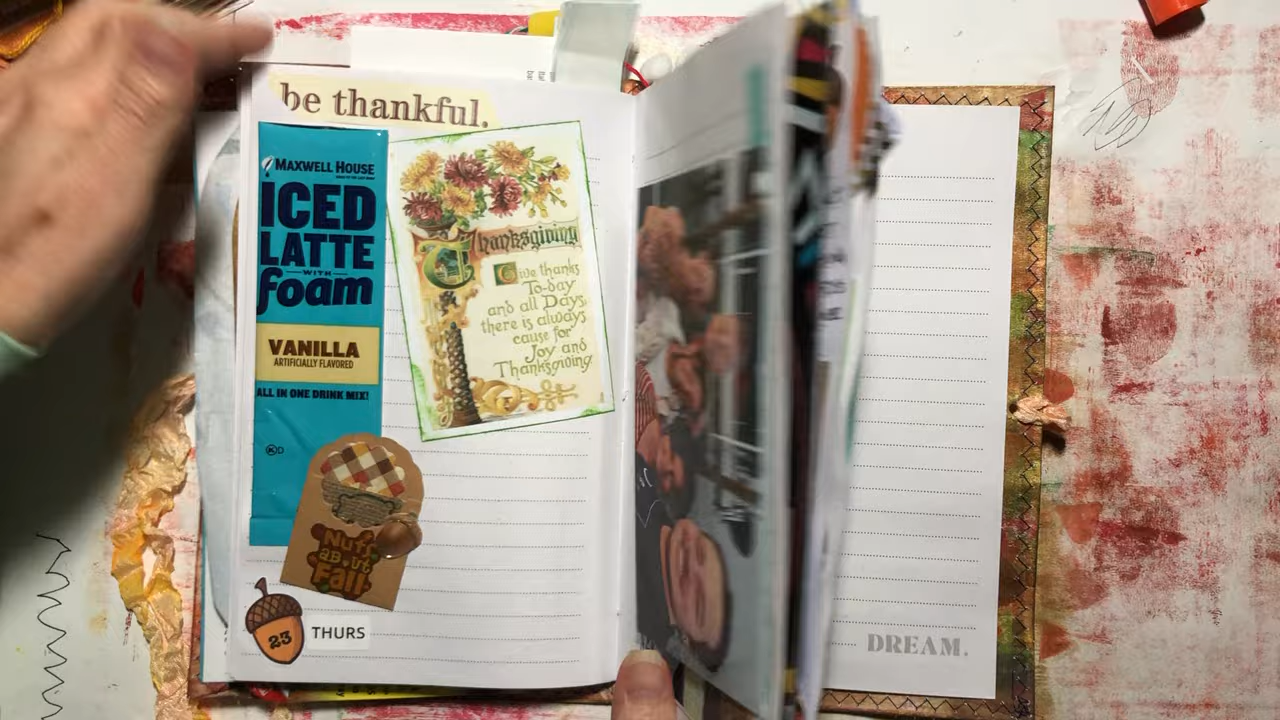 be thankful.
MAXWELL HOUSE
ICED
LATTE
WITH
foam
VANILLA
ARTIFICIALLY FLAVORED
ALL IN ONE DRINK MIX!
KD
Thanksgiving
Give thanks
To-day
and all Days,
there is always
cause for
Joy and
Thanksgiving.
Nuts
about
Fall
23
THURS
DREAM.